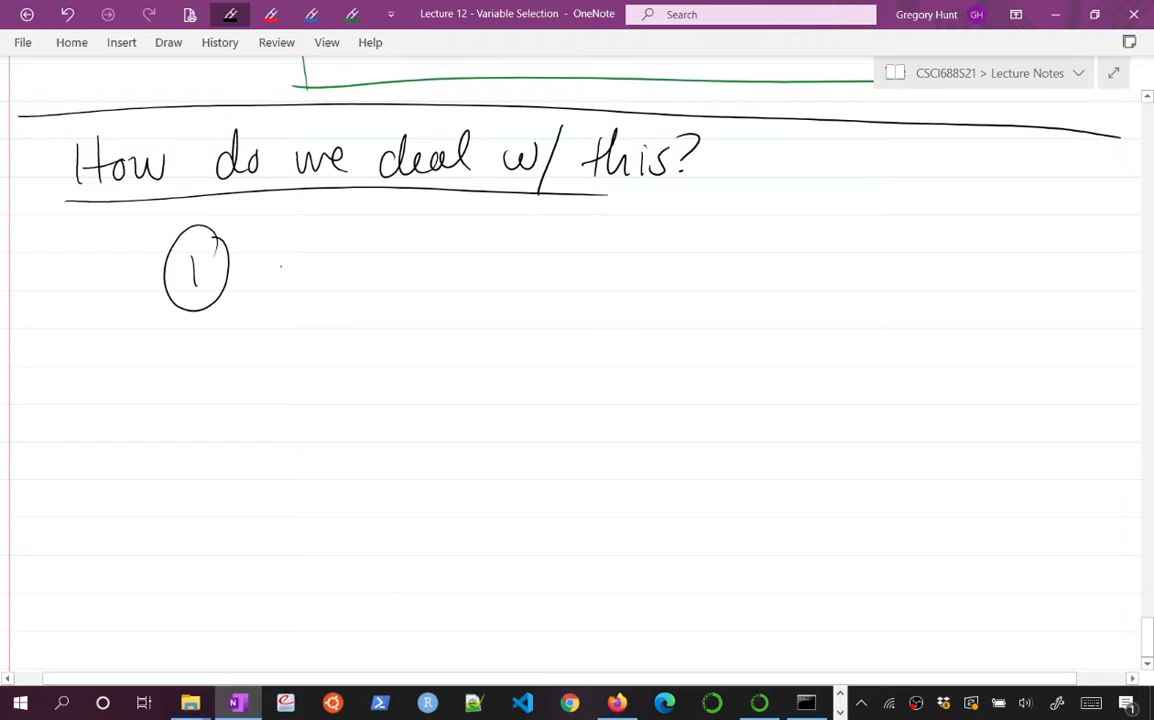 Lecture 12 - Variable Selection - OneNote
Search
Gregory Hunt
GH
File Home Insert Draw History Review View Help
CSCI688S21 > Lecture Notes
How do we deal w/ this?
1